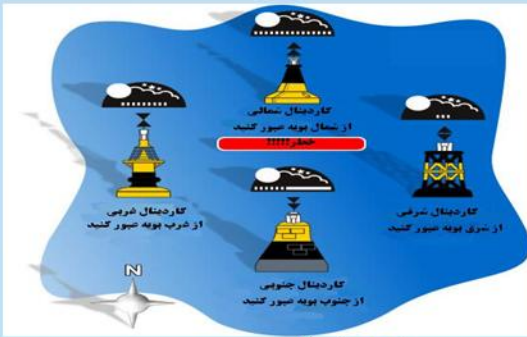 کاردینال شمالی
از شمال بویه عبور کنید
خطر!!!!!
کاردینال غربی
از غرب بویه عبور کنید
کاردینال شرقی
از شرق بویه عبور کنید
کاردینال جنوبی
از جنوب بویه عبور کنید
N